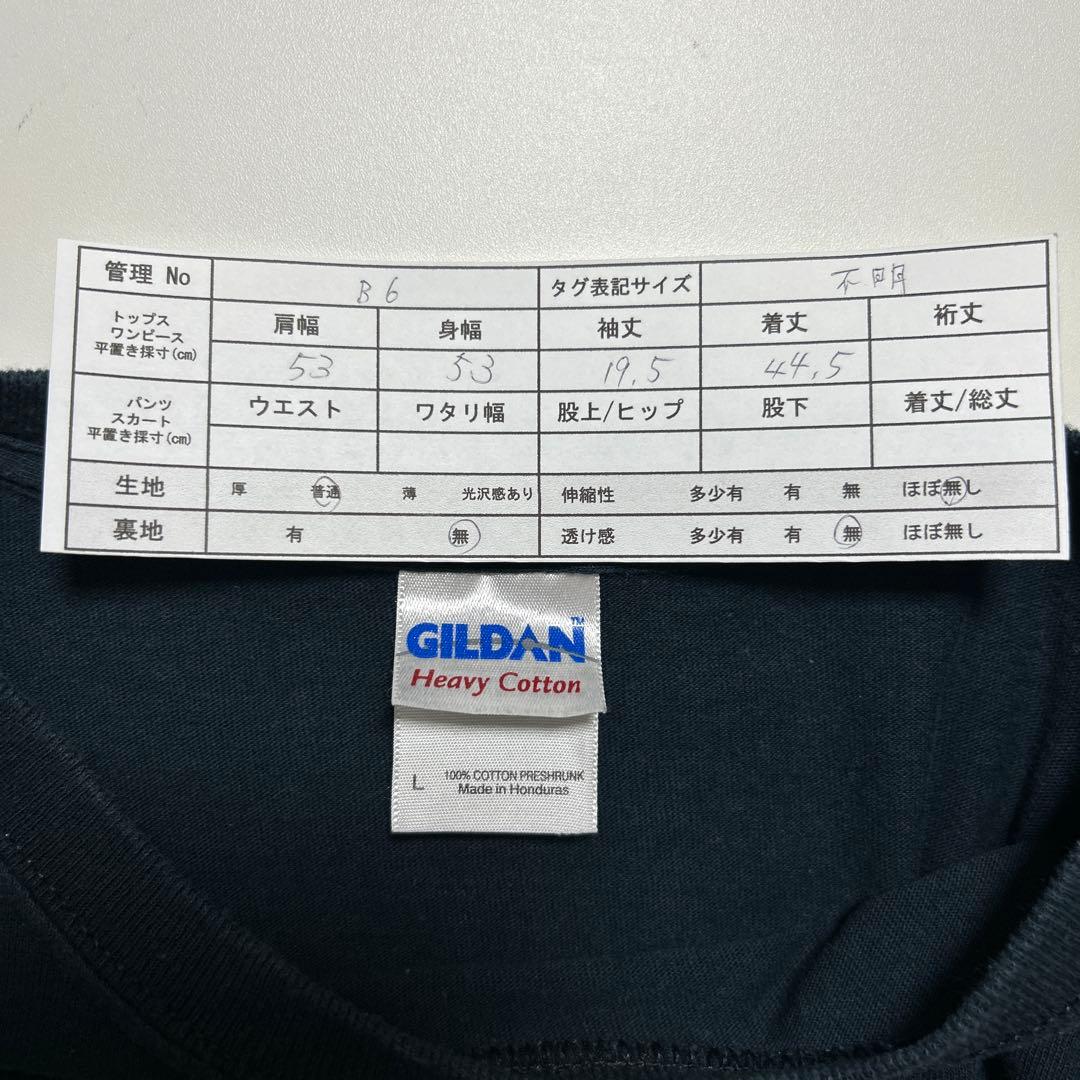 管理 No B6 タグ表記サイズ 不明
トップス
ワンピース
平置き採寸(cm)
肩幅 身幅 袖丈 着丈 裄丈
53 53 19.5 44.5
パンツ
スカート
平置き採寸(cm)
ウエスト ワタリ幅 股上/ヒップ 股下 着丈/総丈
生地 厚 普通 薄 光沢感あり 伸縮性 多少有 有 無 ほぼ無し
裏地 有 無 透け感 多少有 有 無 ほぼ無し
GILDAN™
Heavy Cotton
L 100% COTTON PRESHRUNK
Made in Honduras